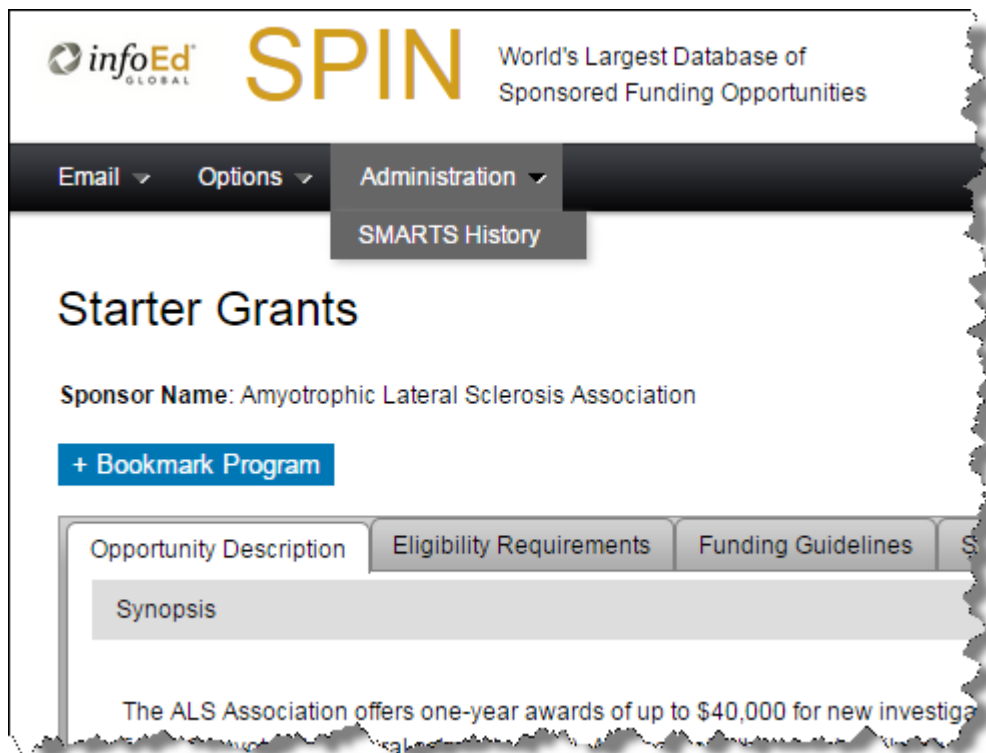 infoEd
GLOBAL
SPIN
World's Largest Database of
Sponsored Funding Opportunities
Email
Options
Administration
SMARTS History
Starter Grants
Sponsor Name: Amyotrophic Lateral Sclerosis Association
+ Bookmark Program
Opportunity Description
Eligibility Requirements
Funding Guidelines
Synopsis
The ALS Association offers one-year awards of up to $40,000 for new